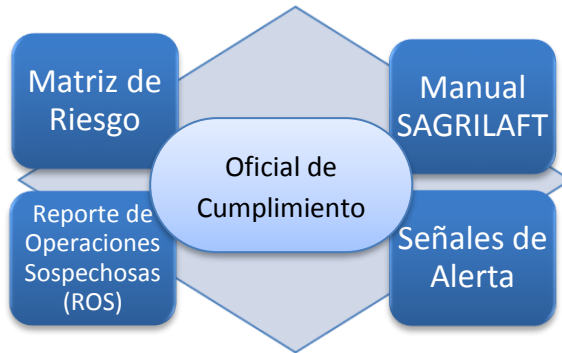 Matriz de
Riesgo
Manual
SAGRILAFT
Oficial de
Cumplimiento
Reporte de
Operaciones
Sospechosas
(ROS)
Señales de
Alerta